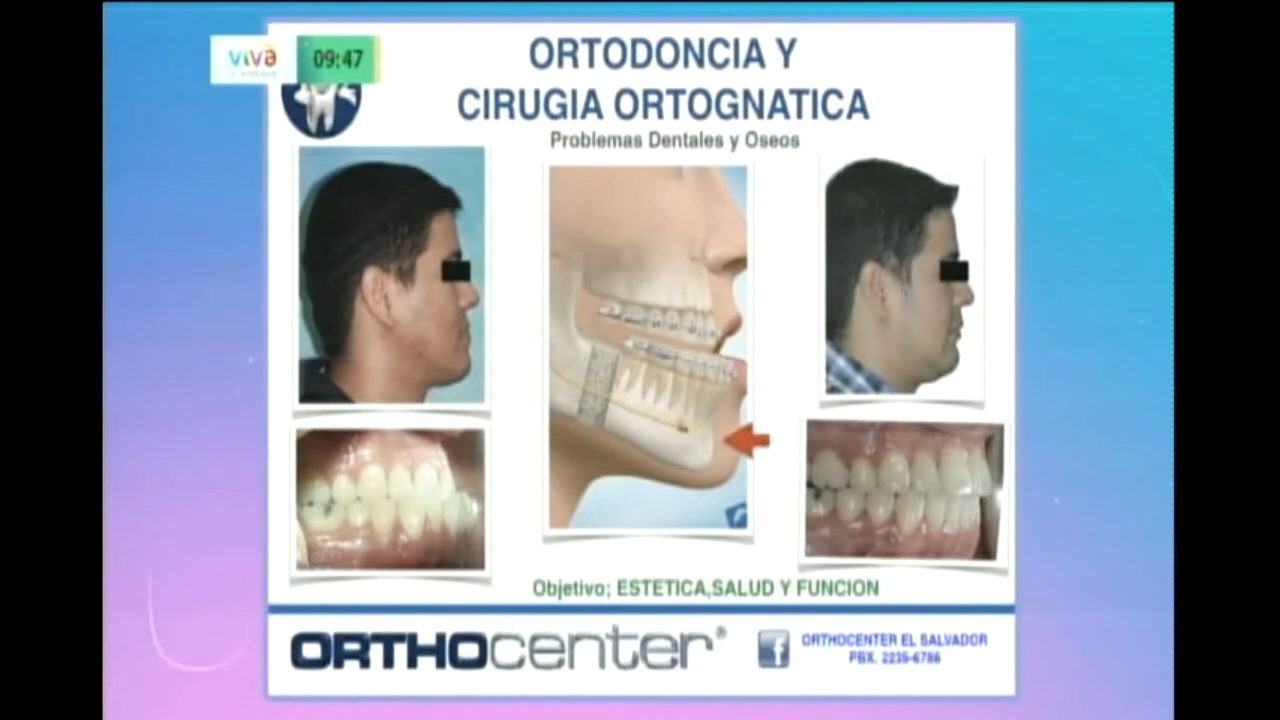 viva
09:47
ORTODONCIA Y
CIRUGIA ORTOGNATICA
Problemas Dentales y Oseos
Objetivo; ESTETICA,SALUD Y FUNCION
ORTHOcenter®
ORTHOCENTER EL SALVADOR
PBX. 2235-6786